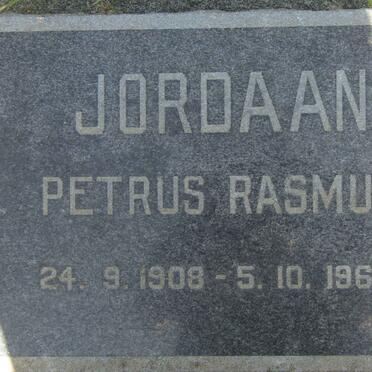 JORDAAN
PETRUS RASMU
24. 9. 1908 - 5. 10. 196